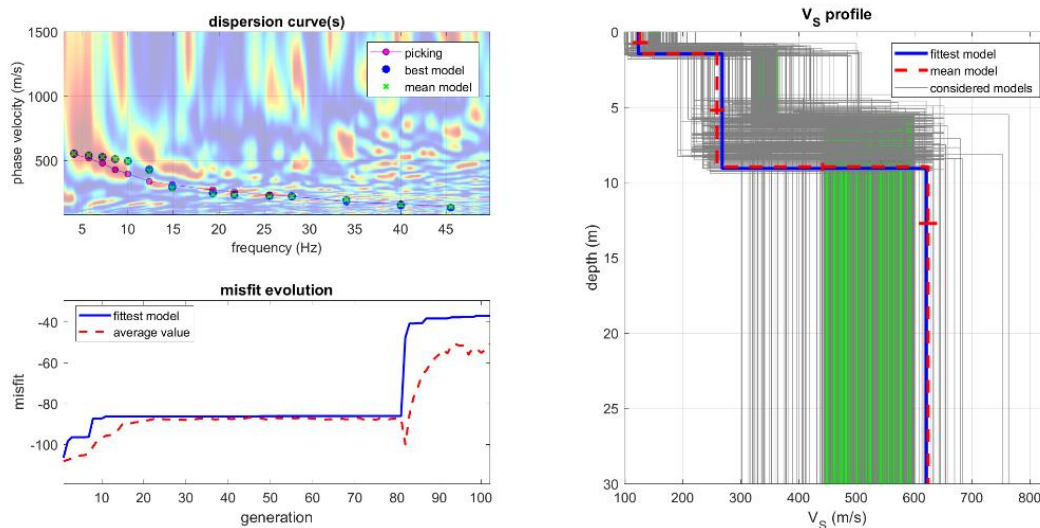 dispersion curve(s)
1500
1000
500
phase velocity (m/s)
picking
best model
mean model
5 10 15 20 25 30 35 40 45
frequency (Hz)
misfit evolution
fittest model
average value
-40
-60
-80
-100
misfit
10 20 30 40 50 60 70 80 90 100
generation
VS profile
fittest model
mean model
considered models
0
5
10
15
20
25
30
depth (m)
100 200 300 400 500 600 700 800
VS (m/s)